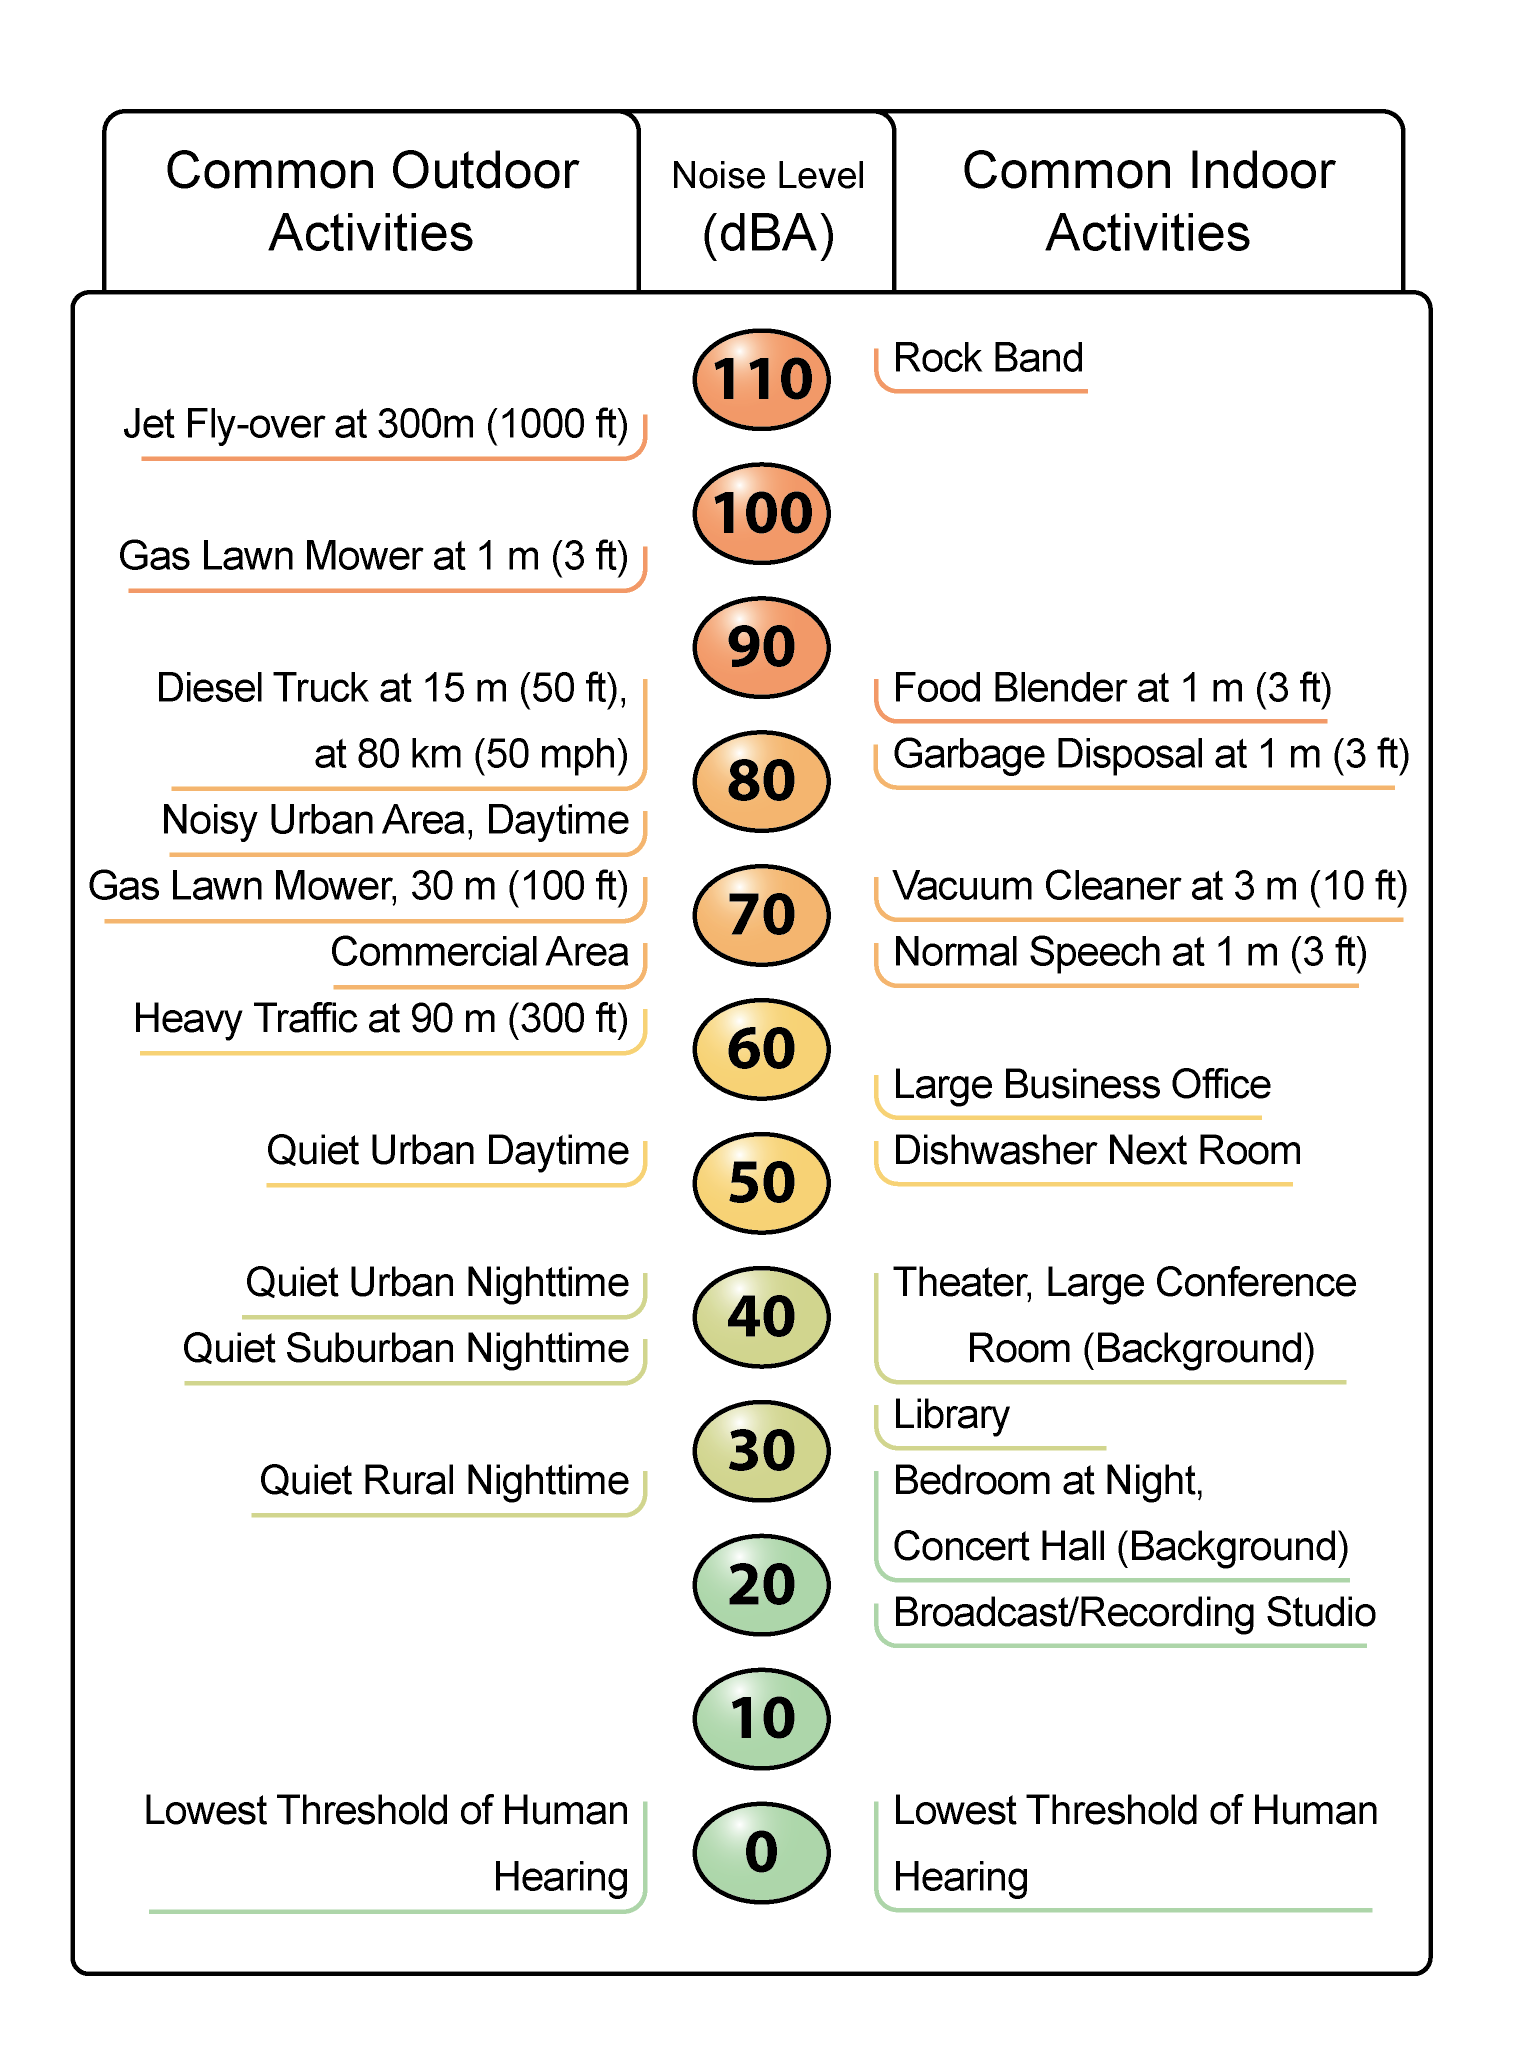 Common Outdoor
Activities
Noise Level
(dBA)
Common Indoor
Activities
110
Rock Band
Jet Fly-over at 300m (1000 ft)
100
Gas Lawn Mower at 1 m (3 ft)
90
Diesel Truck at 15 m (50 ft),
at 80 km (50 mph)
Food Blender at 1 m (3 ft)
80
Garbage Disposal at 1 m (3 ft)
Noisy Urban Area, Daytime
Gas Lawn Mower, 30 m (100 ft)
70
Vacuum Cleaner at 3 m (10 ft)
Commercial Area
Normal Speech at 1 m (3 ft)
Heavy Traffic at 90 m (300 ft)
60
Large Business Office
Quiet Urban Daytime
50
Dishwasher Next Room
Quiet Urban Nighttime
40
Theater, Large Conference
Room (Background)
Quiet Suburban Nighttime
30
Library
Quiet Rural Nighttime
Bedroom at Night,
Concert Hall (Background)
20
Broadcast/Recording Studio
10
Lowest Threshold of Human
Hearing
0
Lowest Threshold of Human
Hearing